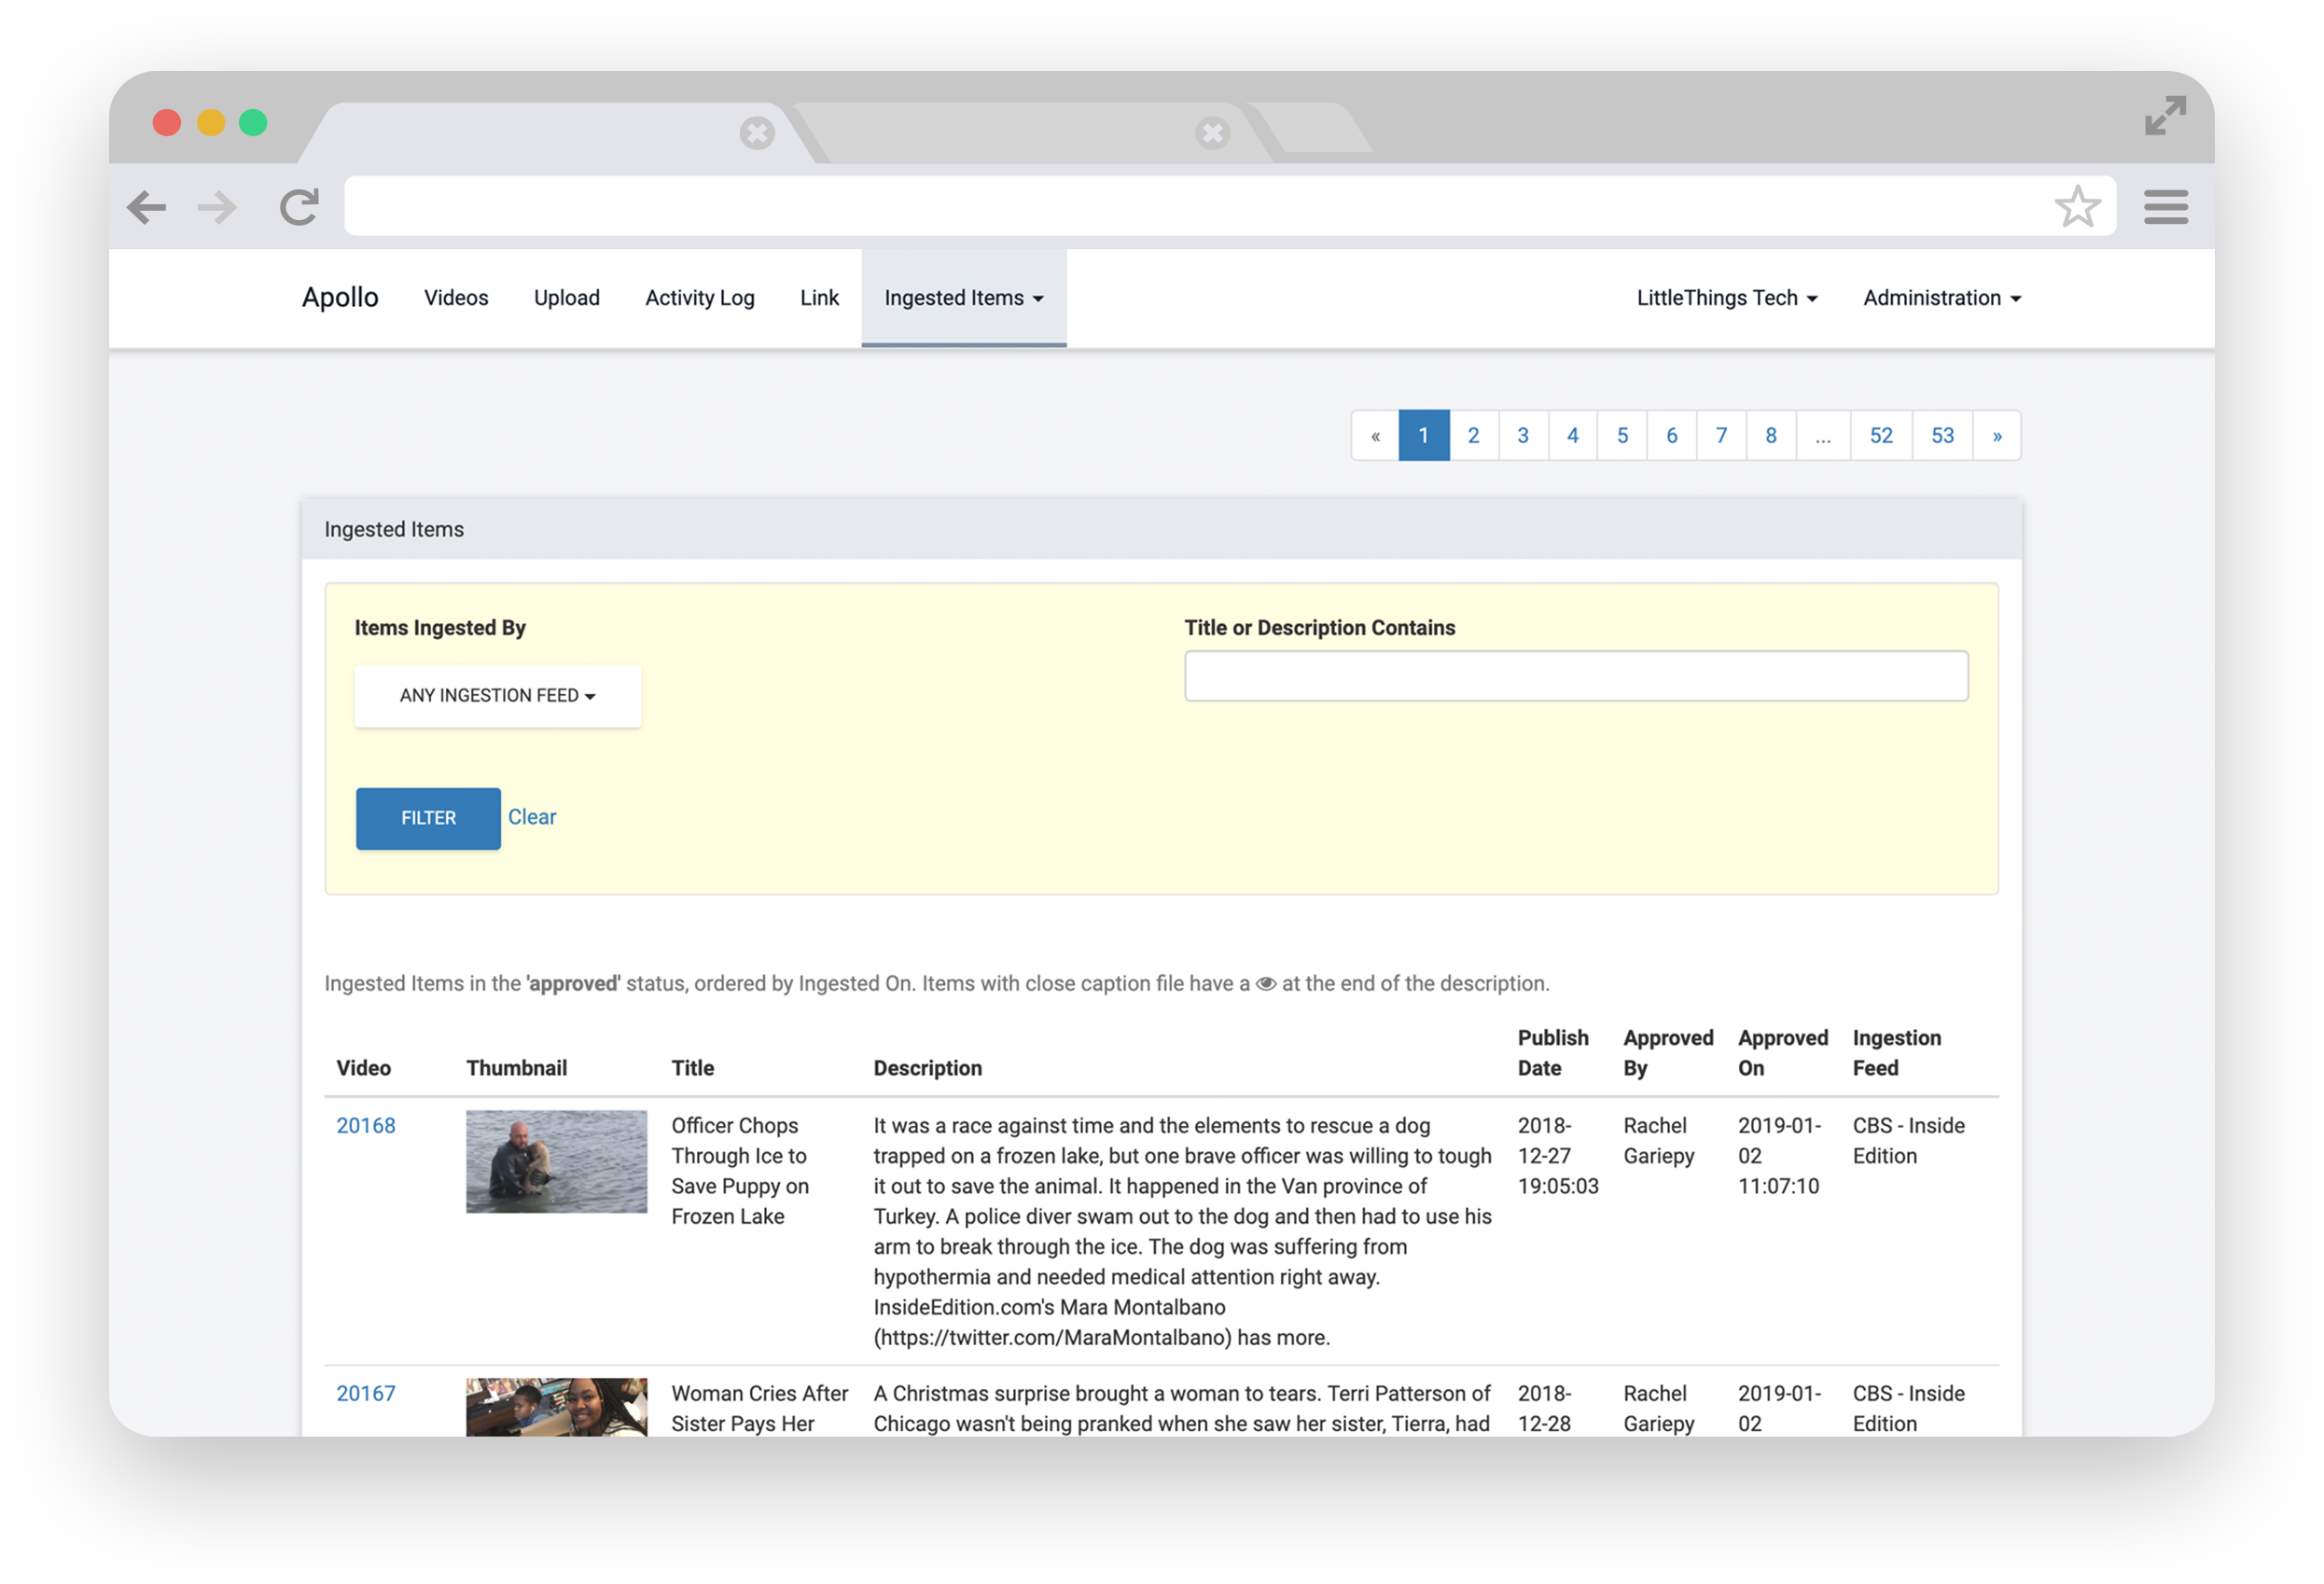 Apollo Videos Upload Activity Log Link Ingested Items LittleThings Tech Administration
« 1 2 3 4 5 6 7 8 ... 52 53 »
Ingested Items
Items Ingested By
Title or Description Contains
ANY INGESTION FEED
FILTER Clear
Ingested Items in the 'approved' status, ordered by Ingested On. Items with close caption file have a at the end of the description.
Video
Thumbnail
Title
Description
Publish
Date
Approved
By
Approved
On
Ingestion
Feed
20168
Officer Chops
Through Ice to
Save Puppy on
Frozen Lake
It was a race against time and the elements to rescue a dog
trapped on a frozen lake, but one brave officer was willing to tough
it out to save the animal. It happened in the Van province of
Turkey. A police diver swam out to the dog and then had to use his
arm to break through the ice. The dog was suffering from
hypothermia and needed medical attention right away.
InsideEdition.com's Mara Montalbano
(https://twitter.com/MaraMontalbano) has more.
2018-
12-27
19:05:03
Rachel
Gariepy
2019-01-
02
11:07:10
CBS - Inside
Edition
20167
Woman Cries After
Sister Pays Her
A Christmas surprise brought a woman to tears. Terri Patterson of
Chicago wasn't being pranked when she saw her sister, Tierra, had
2018-
12-28
Rachel
Gariepy
2019-01-
02
CBS - Inside
Edition